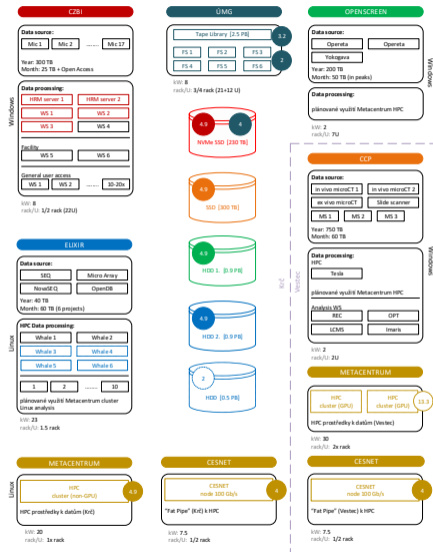 CZBI
Data source:
Mic 1 Mic 2 ....... Mic 17
Year: 300 TB
Month: 25 TB + Open Access
Windows
Data processing:
HRM server 1 HRM server 2
WS 1 WS 2
WS 3 WS 4
Facility
WS 5 WS 6
General user access
WS 1 WS 2 ....... 10-20x
kW: 8
rack/U: 1/2 rack (22U)
ELIXIR
Data source:
SEQ Micro Array
NovaSEQ OpenDB
Year: 40 TB
Month: 60 TB (6 projects)
Linux
HPC Data processing:
Whale 1 Whale 2
Whale 3 Whale 4
Whale 5 Whale 6
1 2 ....... 10
plánované využití Metacentrum cluster
Linux analysis
kW: 23
rack/U: 1.5 rack
METACENTRUM
Linux
HPC
cluster (non-GPU)
4.9
HPC prostředky k datům (Krč)
kW: 20
rack/U: 1x rack
ÚMG
Tape Library [2.5 PB]
3.2
FS 1 FS 2 FS 3
FS 4 FS 5 FS 6
3
kW: 8
rack/U: 3/4 rack (21+12 U)
4.9 4
NVMe SSD [230 TB]
4.9
SSD [300 TB]
4.9
HDD 1. [0.9 PB]
4.9
HDD 2. [0.9 PB]
2
HDD [0.5 PB]
CESNET
CESNET
node 100 Gb/s
4
"Fat Pipe" (Krč) k HPC
kW: 7.5
rack/U: 1/2 rack
Krč
Vestec
OPENSCREEN
Data source:
Opereta Opereta
Yokogava
Year: 200 TB
Month: 50 TB (in peaks)
Windows
Data processing:
plánované využití Metacentrum HPC
kW: 2
rack/U: 7U
CCP
Data source:
in vivo microCT 1 in vivo microCT 2
ex vivo microCT Slide scanner
MS 1 MS 2 MS 3
Year: 750 TB
Month: 60 TB
Windows
Data processing:
HPC
Tesla
plánované využití Metacentrum HPC
Analysis WS
REC OPT
LCMS Imaris
kW: 2
rack/U: 2U
METACENTRUM
HPC
cluster (GPU)
HPC
cluster (GPU)
13.3
HPC prostředky k datům (Vestec)
kW: 30
rack/U: 2x rack
CESNET
CESNET
node 100 Gb/s
4
"Fat Pipe" (Vestec) k HPC
kW: 7.5
rack/U: 1/2 rack